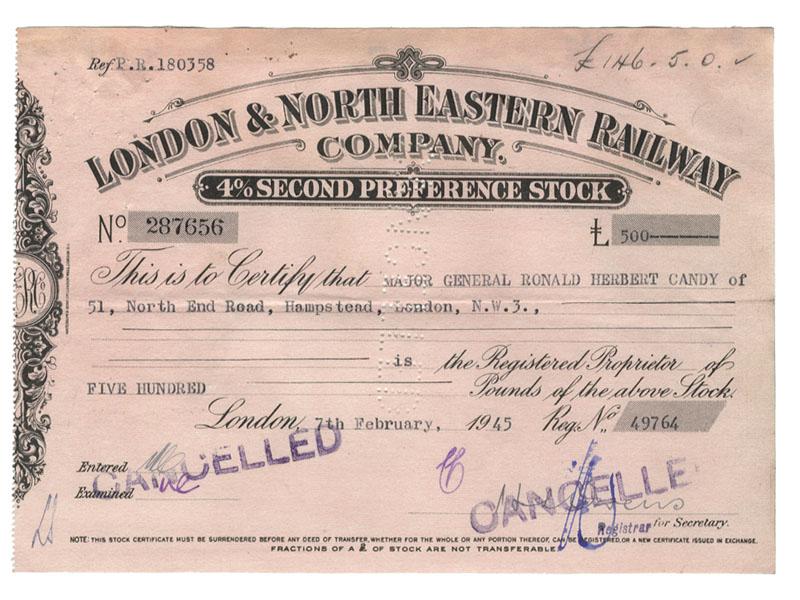 Ref P.R.180358
£146.5.0.
LONDON & NORTH EASTERN RAILWAY
COMPANY.
4% SECOND PREFERENCE STOCK
No. 287656
£ 500
This is to Certify that MAJOR GENERAL RONALD HERBERT CANDY of
51, North End Road, Hampstead, London, N.W.3.,
is the Registered Proprietor of
FIVE HUNDRED Pounds of the above Stock.
London, 7th February, 1945 Reg. No. 49764
Entered
Examined
CANCELLED
CANCELLE
Registrar for Secretary.
NOTE: THIS STOCK CERTIFICATE MUST BE SURRENDERED BEFORE ANY DEED OF TRANSFER, WHETHER FOR THE WHOLE OR ANY PORTION THEREOF, CAN BE REGISTERED, OR A NEW CERTIFICATE ISSUED IN EXCHANGE.
FRACTIONS OF A £ OF STOCK ARE NOT TRANSFERABLE.